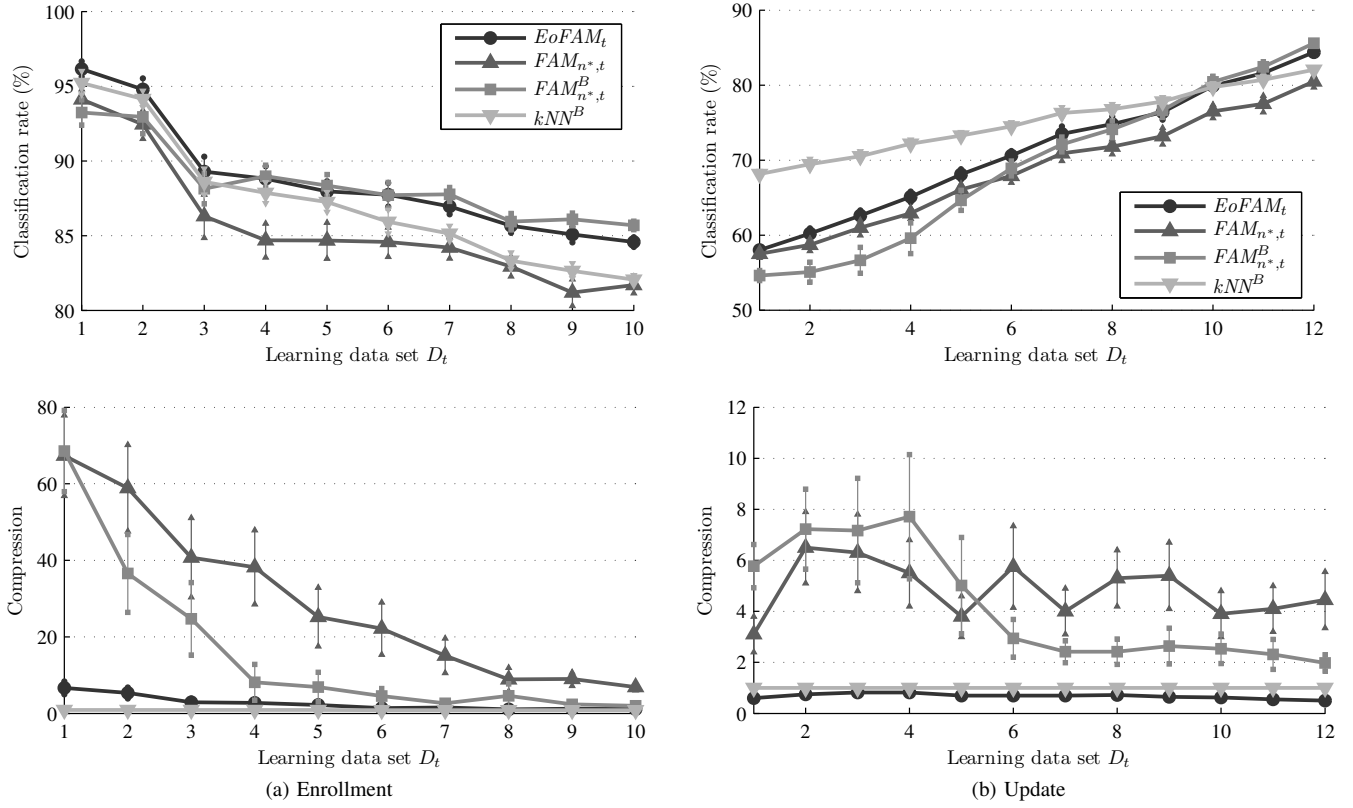 100
95
90
85
80
Classification rate (%)
EoFAM_t
FAM_{n*,t}
FAM^B_{n*,t}
kNN^B
1 2 3 4 5 6 7 8 9 10
Learning data set D_t
90
80
70
60
50
Classification rate (%)
EoFAM_t
FAM_{n*,t}
FAM^B_{n*,t}
kNN^B
2 4 6 8 10 12
Learning data set D_t
80
60
40
20
0
Compression
1 2 3 4 5 6 7 8 9 10
Learning data set D_t
(a) Enrollment
12
10
8
6
4
2
0
Compression
2 4 6 8 10 12
Learning data set D_t
(b) Update